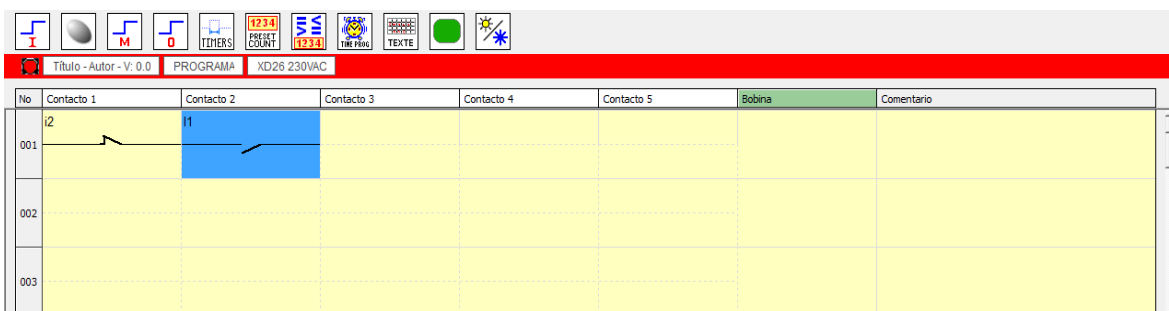 I M O TIMERS 1234 PRESET COUNT 1234 TIME PROG TEXTE
Título - Autor - V: 0.0 PROGRAMA XD26 230VAC
No Contacto 1 Contacto 2 Contacto 3 Contacto 4 Contacto 5 Bobina Comentario
i2 I1
001
002
003